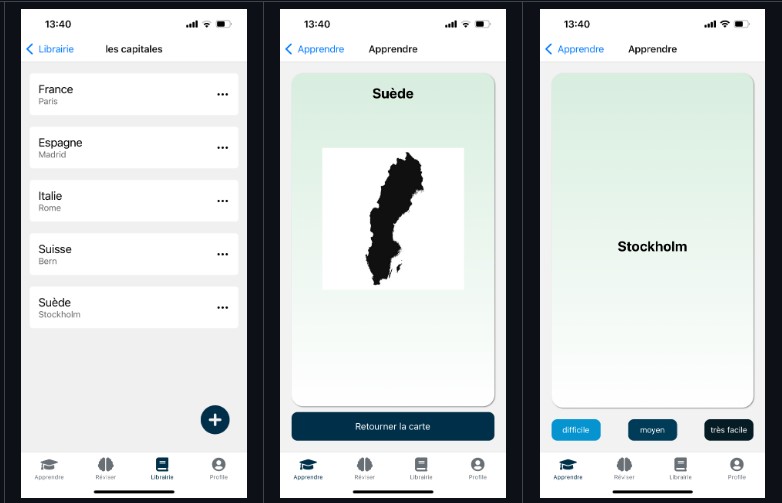 13:40
Librairie
les capitales
France
Paris
Espagne
Madrid
Italie
Rome
Suisse
Bern
Suède
Stockholm
Apprendre
Réviser
Librairie
Profile
13:40
Apprendre
Apprendre
Suède
Retourner la carte
Apprendre
Réviser
Librairie
Profile
13:40
Apprendre
Apprendre
Stockholm
difficile
moyen
très facile
Apprendre
Réviser
Librairie
Profile